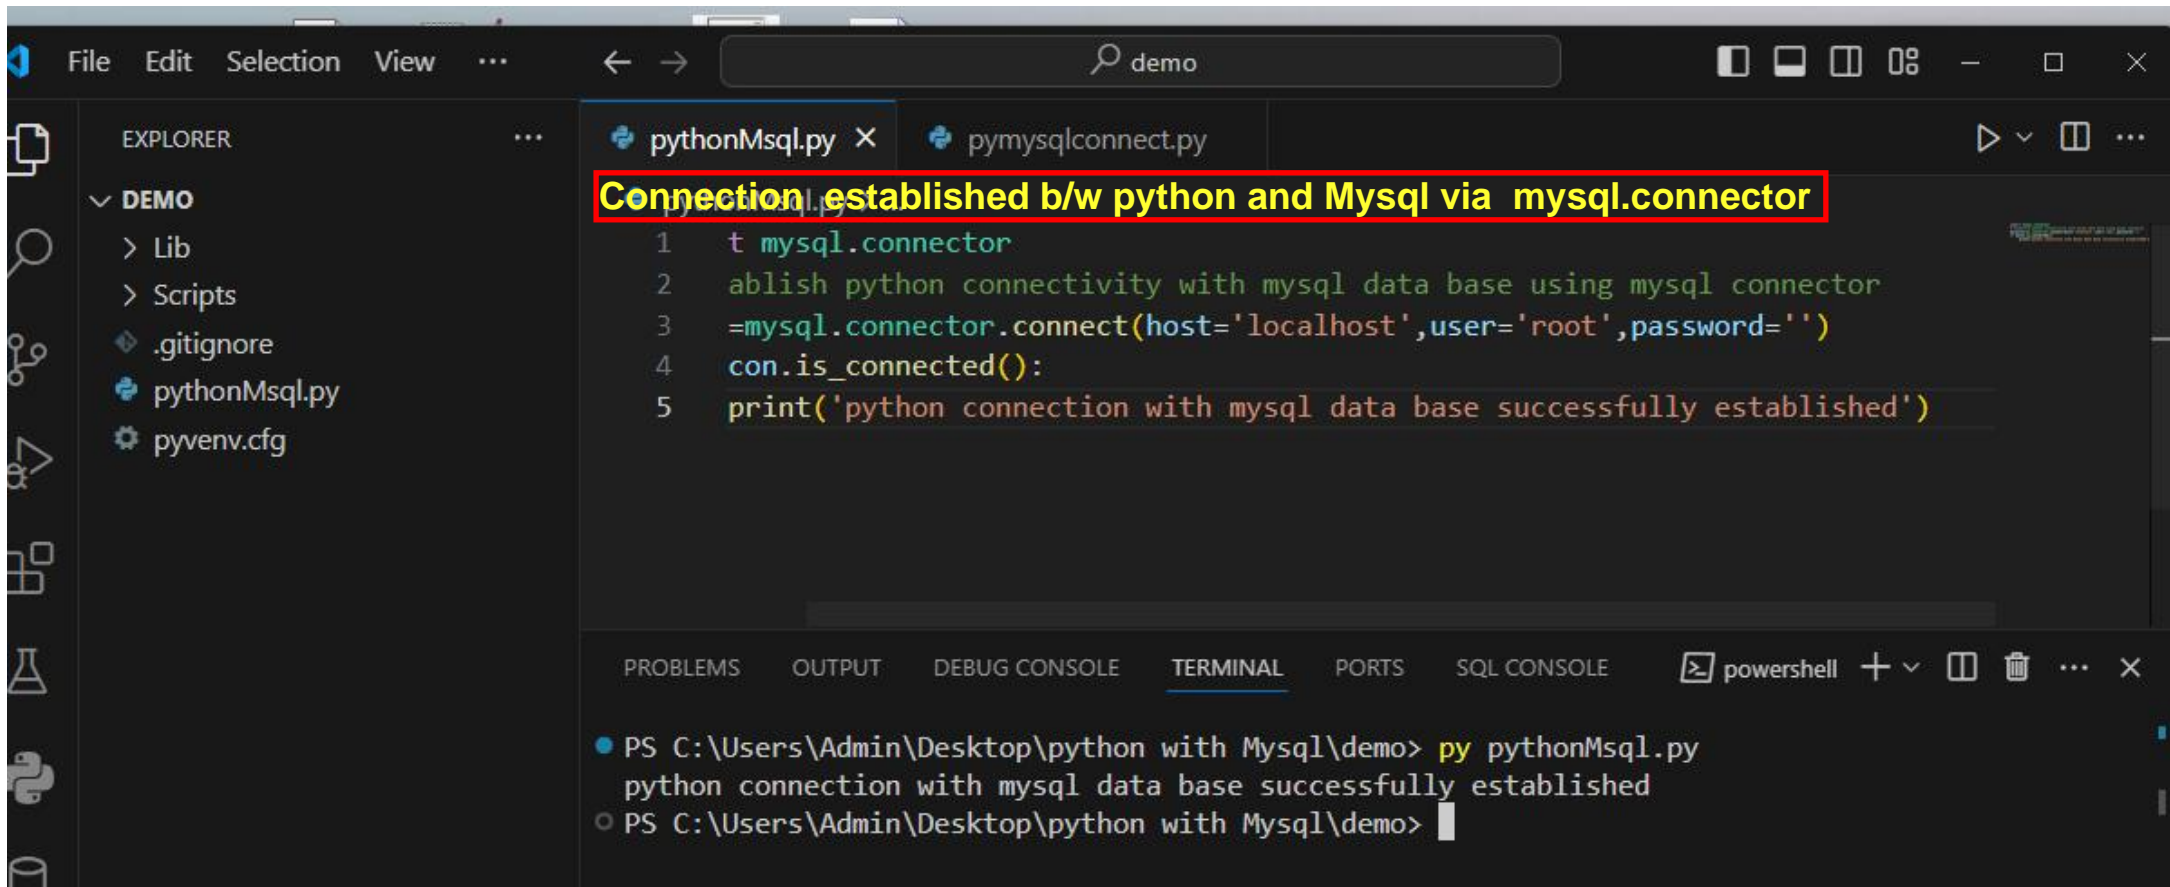 File Edit Selection View ... demo
EXPLORER ...
pythonMsql.py pymysqlconnect.py ...
Connection established b/w python and Mysql via mysql.connector
DEMO
Lib
Scripts
.gitignore
pythonMsql.py
pyvenv.cfg
1 t mysql.connector
2 ablish python connectivity with mysql data base using mysql connector
3 =mysql.connector.connect(host='localhost',user='root',password='')
4 con.is_connected():
5 print('python connection with mysql data base successfully established')
PROBLEMS OUTPUT DEBUG CONSOLE TERMINAL PORTS SQL CONSOLE powershell ...
PS C:\Users\Admin\Desktop\python with Mysql\demo> py pythonMsql.py
python connection with mysql data base successfully established
PS C:\Users\Admin\Desktop\python with Mysql\demo>